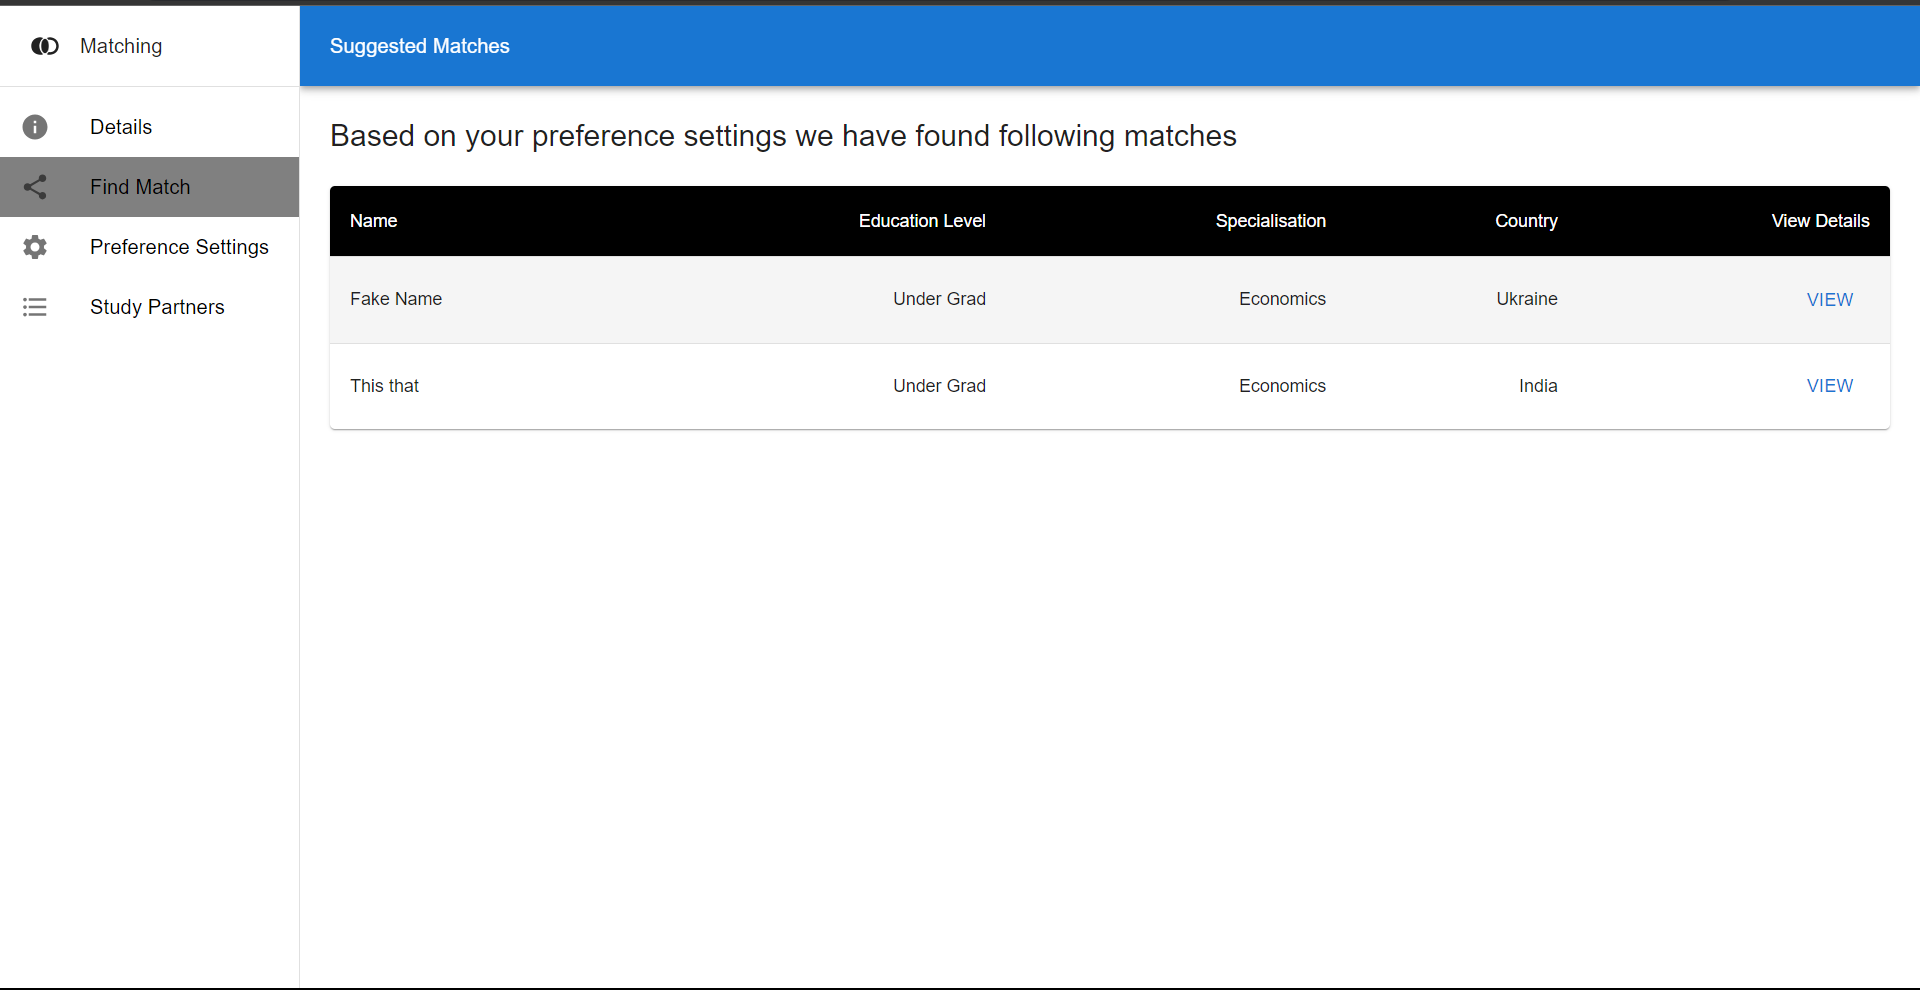 Matching
Suggested Matches
Details
Find Match
Preference Settings
Study Partners
Based on your preference settings we have found following matches
Name Education Level Specialisation Country View Details
Fake Name Under Grad Economics Ukraine VIEW
This that Under Grad Economics India VIEW